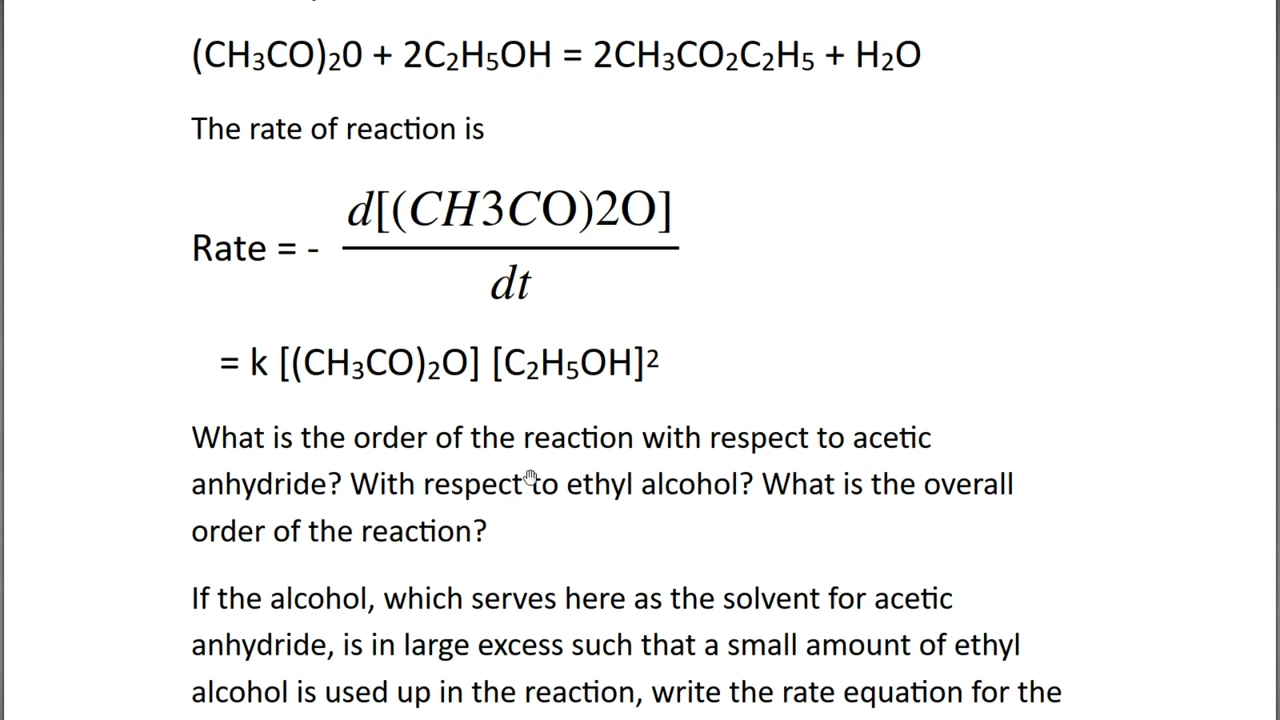 (CH₃CO)₂0 + 2C₂H₅OH = 2CH₃CO₂C₂H₅ + H₂O
The rate of reaction is
Rate = - d[(CH3CO)2O]
dt
= k [(CH₃CO)₂O] [C₂H₅OH]²
What is the order of the reaction with respect to acetic
anhydride? With respect to ethyl alcohol? What is the overall
order of the reaction?
If the alcohol, which serves here as the solvent for acetic
anhydride, is in large excess such that a small amount of ethyl
alcohol is used up in the reaction, write the rate equation for the